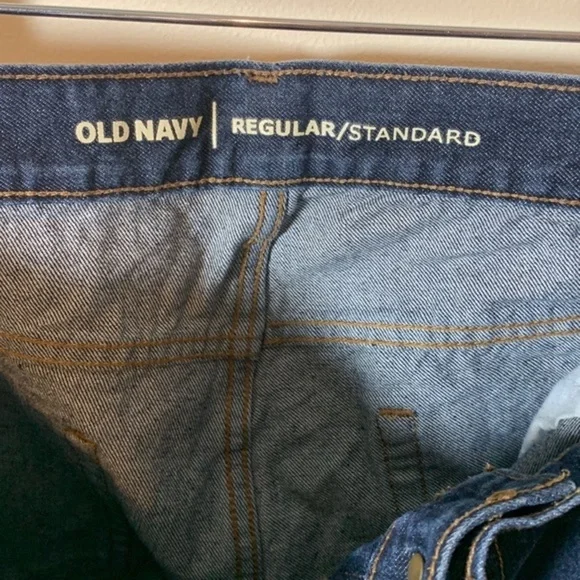 OLD NAVY | REGULAR/STANDARD